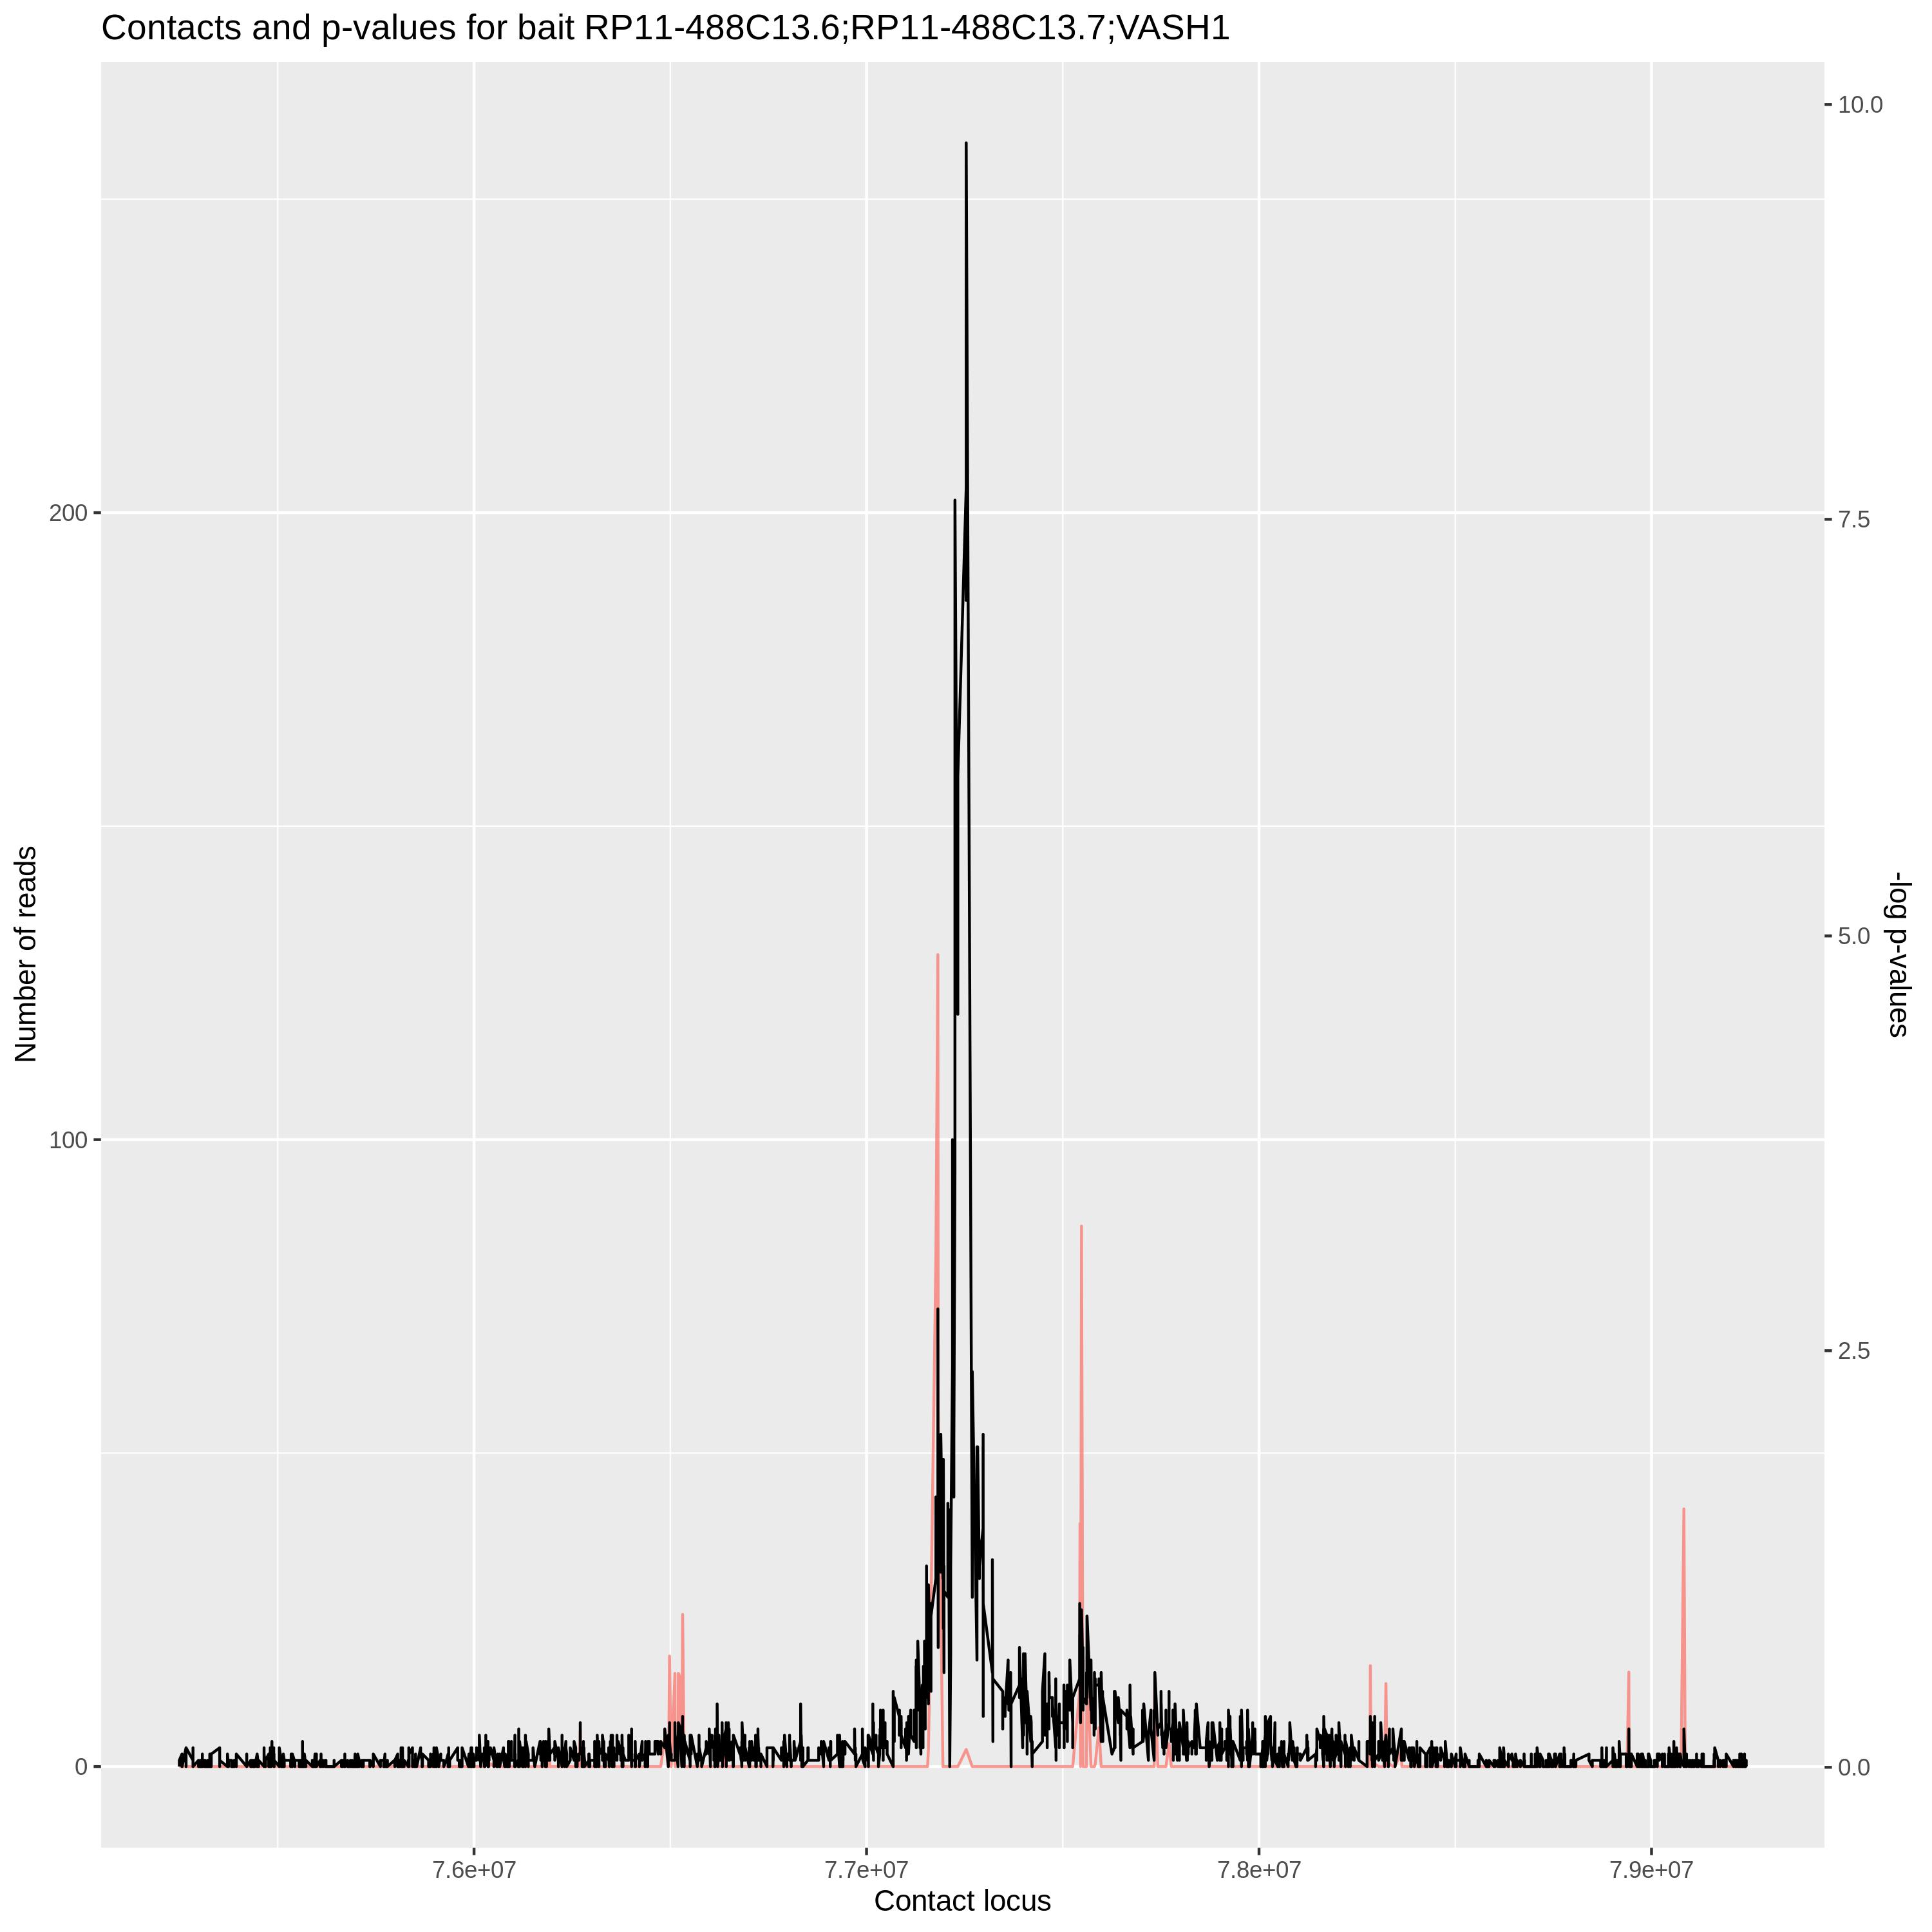 Contacts and p-values for bait RP11-488C13.6;RP11-488C13.7;VASH1
10.0
200
7.5
Number of reads
5.0
-log p-values
100
2.5
0
0.0
7.6e+07
7.7e+07
7.8e+07
7.9e+07
Contact locus